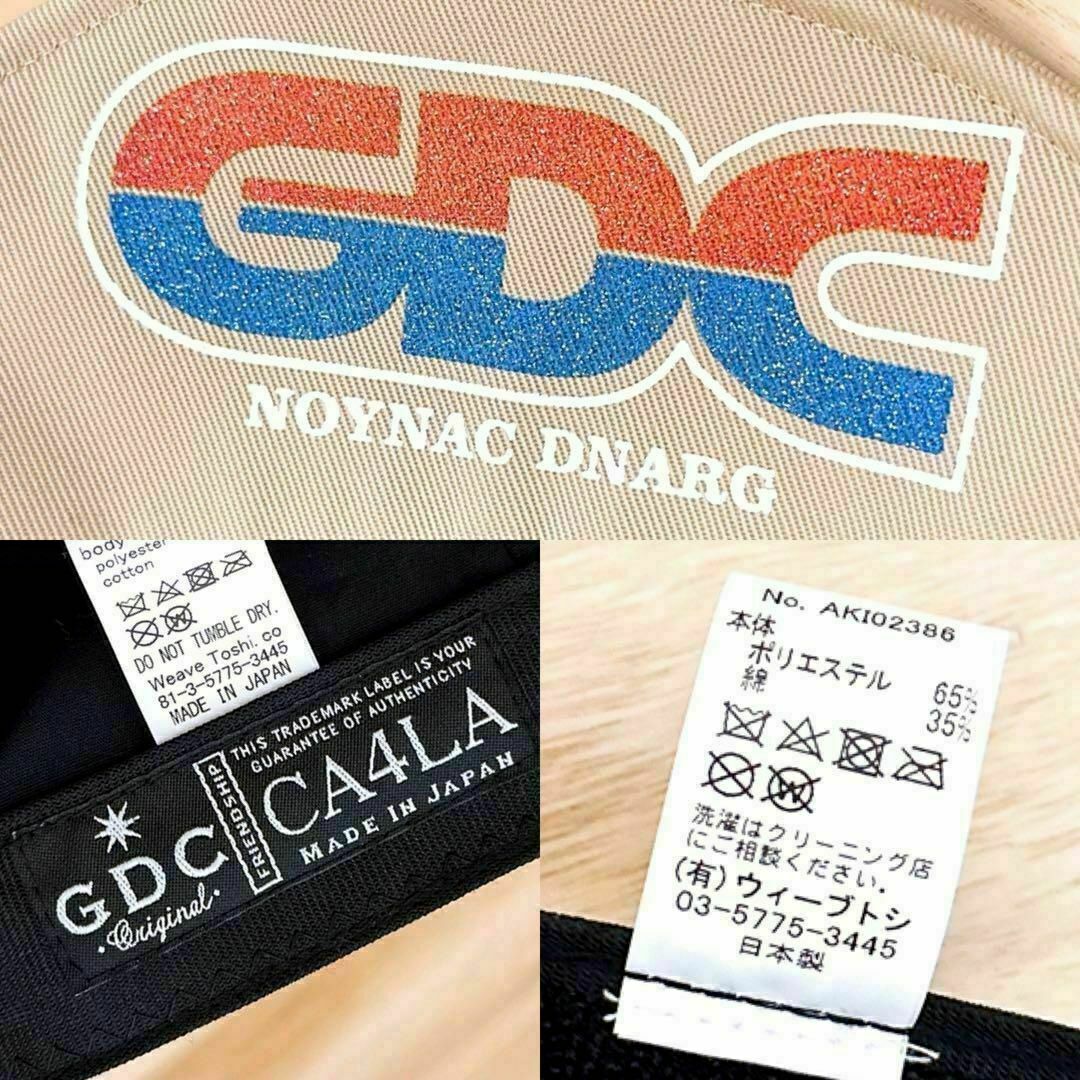 GDC
NOYNAC DNARG
body
polyester
cotton
DO NOT TUMBLE DRY.
Weave Toshi.co
81-3-5775-3445
MADE IN JAPAN
GDC
Original
FRIENDSHIP
THIS TRADEMARK LABEL IS YOUR
GUARANTEE OF AUTHENTICITY
CA4LA
MADE IN JAPAN
No. AKI02386
本体
ポリエステル 65%
綿 35%
洗濯はクリーニング店
にご相談ください。
(有)ウィーブトシ
03-5775-3445
日本製